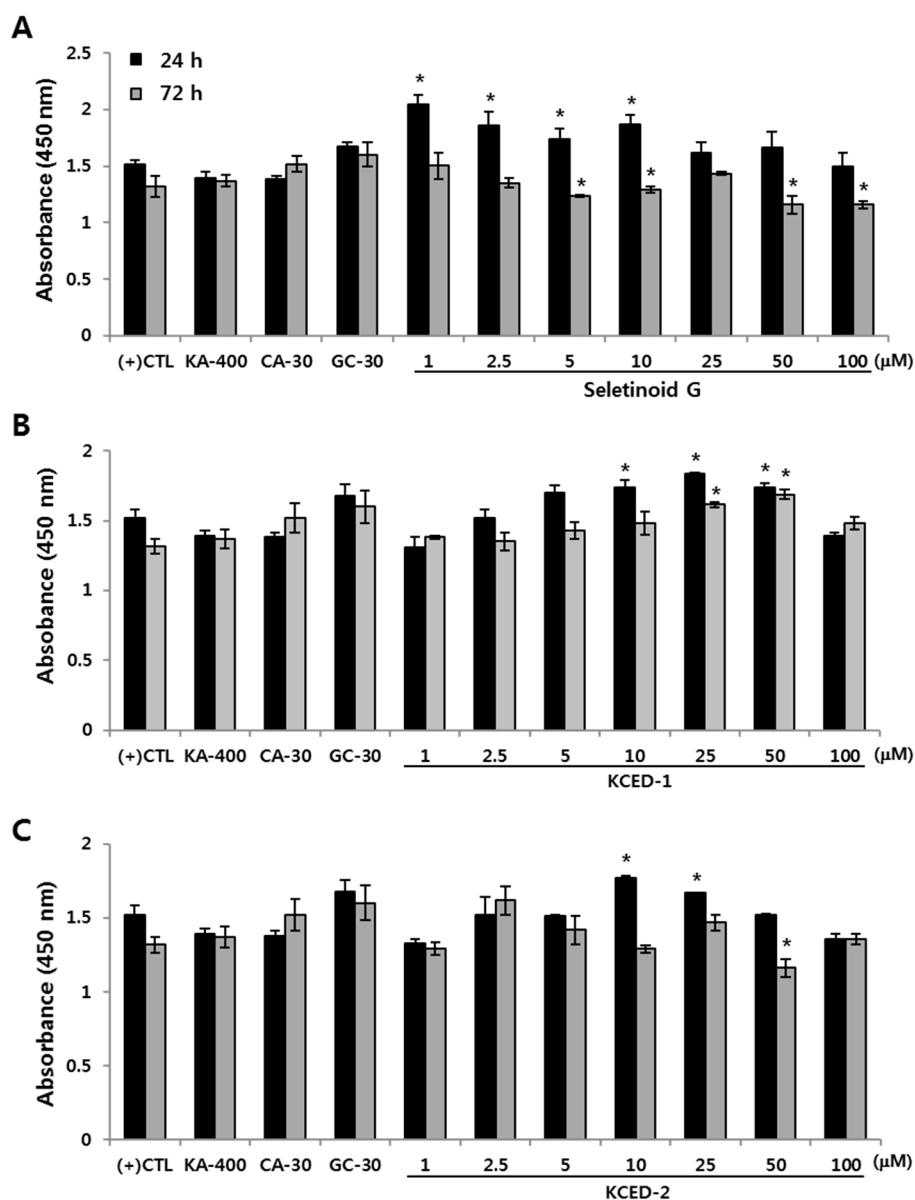 A
Absorbance (450 nm)
2.5
2
1.5
1
0.5
0
24 h
72 h
* * * * * * * *
(+)CTL KA-400 CA-30 GC-30 1 2.5 5 10 25 50 100 (μM)
Seletinoid G
B
Absobance (450 nm)
2
1.5
1
0.5
0
* * * * *
(+)CTL KA-400 CA-30 GC-30 1 2.5 5 10 25 50 100 (μM)
KCED-1
C
Absorbance (450 nm)
2
1.5
1
0.5
0
* * *
(+)CTL KA-400 CA-30 GC-30 1 2.5 5 10 25 50 100 (μM)
KCED-2